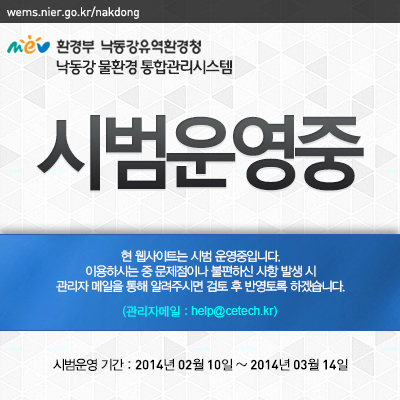 wems.nier.go.kr/nakdong
mev 환경부 낙동강유역환경청
낙동강 물환경 통합관리시스템
시범운영중
현 웹사이트는 시범 운영중입니다.
이용하시는 중 문제점이나 불편하신 사항 발생 시
관리자 메일을 통해 알려주시면 검토 후 반영토록 하겠습니다.
(관리자메일 : help@cetech.kr)
시범운영 기간 : 2014년 02월 10일 ~ 2014년 03월 14일